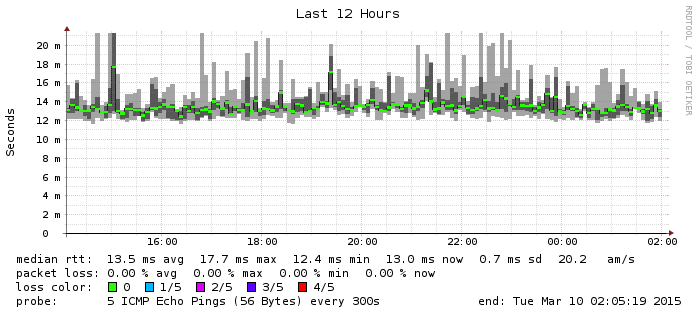 Last 12 Hours
RRDTOOL / TOBI OETIKER
Seconds
20 m
18 m
16 m
14 m
12 m
10 m
8 m
6 m
4 m
2 m
0
16:00 18:00 20:00 22:00 00:00 02:00
median rtt: 13.5 ms avg 17.7 ms max 12.4 ms min 13.0 ms now 0.7 ms sd 20.2 am/s
packet loss: 0.00 % avg 0.00 % max 0.00 % min 0.00 % now
loss color: 0 1/5 2/5 3/5 4/5
probe: 5 ICMP Echo Pings (56 Bytes) every 300s end: Tue Mar 10 02:05:19 2015